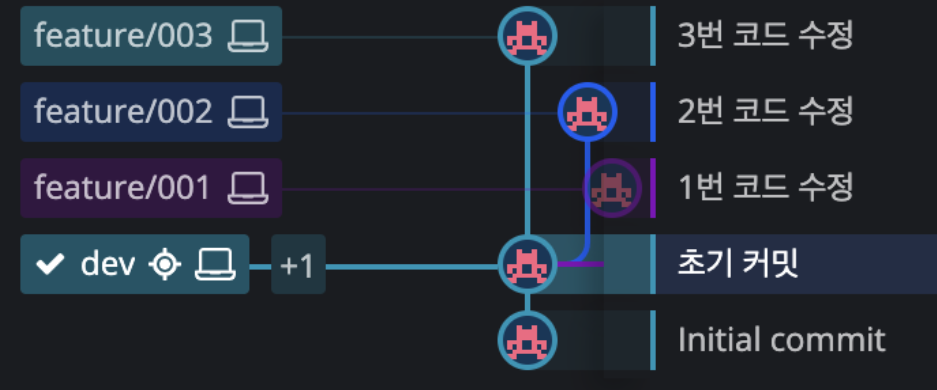 feature/003 3번 코드 수정
feature/002 2번 코드 수정
feature/001 1번 코드 수정
dev +1 초기 커밋
Initial commit